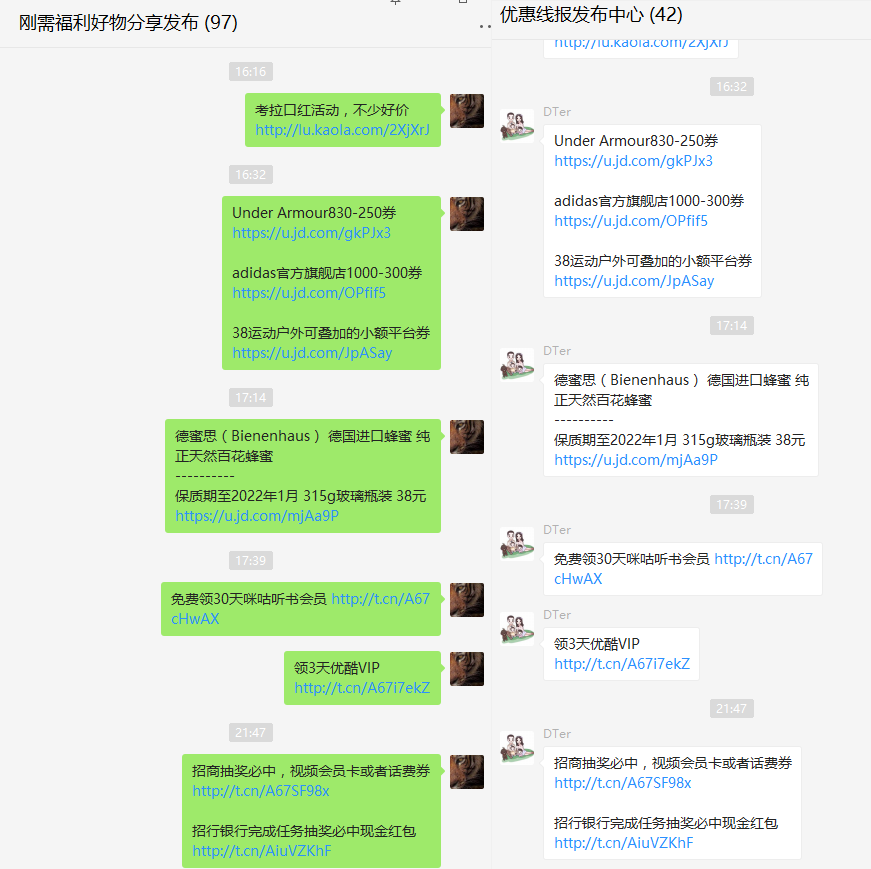 刚需福利好物分享发布 (97)
16:16
考拉口红活动，不少好价
http://lu.kaola.com/2XjXrJ
16:32
Under Armour830-250券
https://u.jd.com/gkPJx3
adidas官方旗舰店1000-300券
https://u.jd.com/OPfif5
38运动户外可叠加的小额平台券
https://u.jd.com/JpASay
17:14
德蜜思（Bienenhaus） 德国进口蜂蜜 纯
正天然百花蜂蜜
----------
保质期至2022年1月 315g玻璃瓶装 38元
https://u.jd.com/mjAa9P
17:39
免费领30天咪咕听书会员 http://t.cn/A67
cHwAX
领3天优酷VIP
http://t.cn/A67i7ekZ
21:47
招商抽奖必中，视频会员卡或者话费券
http://t.cn/A67SF98x
招行银行完成任务抽奖必中现金红包
http://t.cn/AiuVZKhF
优惠线报发布中心 (42)
http://lu.kaola.com/2XjXrJ
16:32
DTer
Under Armour830-250券
https://u.jd.com/gkPJx3
adidas官方旗舰店1000-300券
https://u.jd.com/OPfif5
38运动户外可叠加的小额平台券
https://u.jd.com/JpASay
17:14
DTer
德蜜思（Bienenhaus） 德国进口蜂蜜 纯
正天然百花蜂蜜
----------
保质期至2022年1月 315g玻璃瓶装 38元
https://u.jd.com/mjAa9P
17:39
DTer
免费领30天咪咕听书会员 http://t.cn/A67
cHwAX
DTer
领3天优酷VIP
http://t.cn/A67i7ekZ
21:47
DTer
招商抽奖必中，视频会员卡或者话费券
http://t.cn/A67SF98x
招行银行完成任务抽奖必中现金红包
http://t.cn/AiuVZKhF